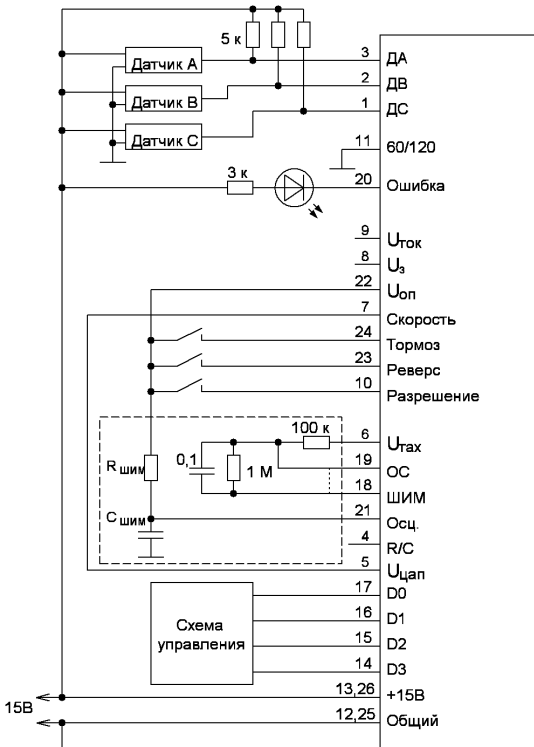 5 к
3 ДА
Датчик А
2 ДВ
Датчик В
1 ДС
Датчик С
11 60/120
3 к
20 Ошибка
9 Uток
8 Uз
22 Uоп
7 Скорость
24 Тормоз
23 Реверс
10 Разрешение
100 к
6 Uтах
Rшим
0,1
1 М
19 ОС
18 ШИМ
Сшим
21 Осц.
4 R/C
5 Uцап
17 D0
Схема
управления
16 D1
15 D2
14 D3
13,26 +15В
15В
12,25 Общий